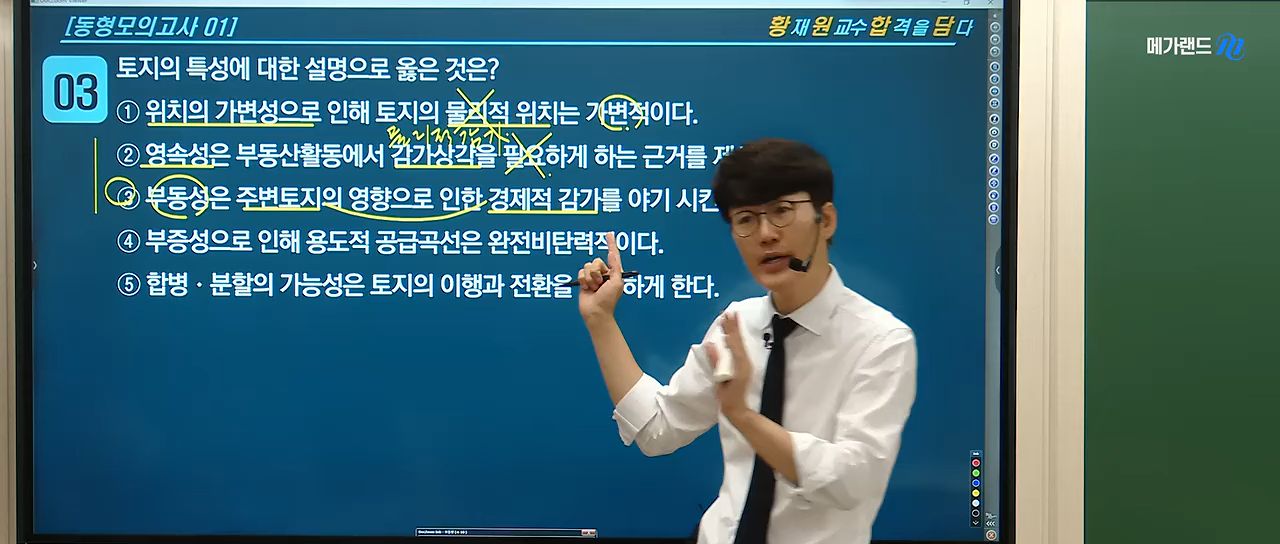 [동형모의고사 01]
황재원 교수 합격을 담다
메가랜드
03
토지의 특성에 대한 설명으로 옳은 것은?
① 위치의 가변성으로 인해 토지의 물리적 위치는 가변적이다.
물리적 감가
② 영속성은 부동산활동에서 감가상각을 필요하게 하는 근거를
③ 부동성은 주변토지의 영향으로 인한 경제적 감가를 야기 시킨
④ 부증성으로 인해 용도적 공급곡선은 완전비탄력적이다.
⑤ 합병·분할의 가능성은 토지의 이행과 전환을 하게 한다.